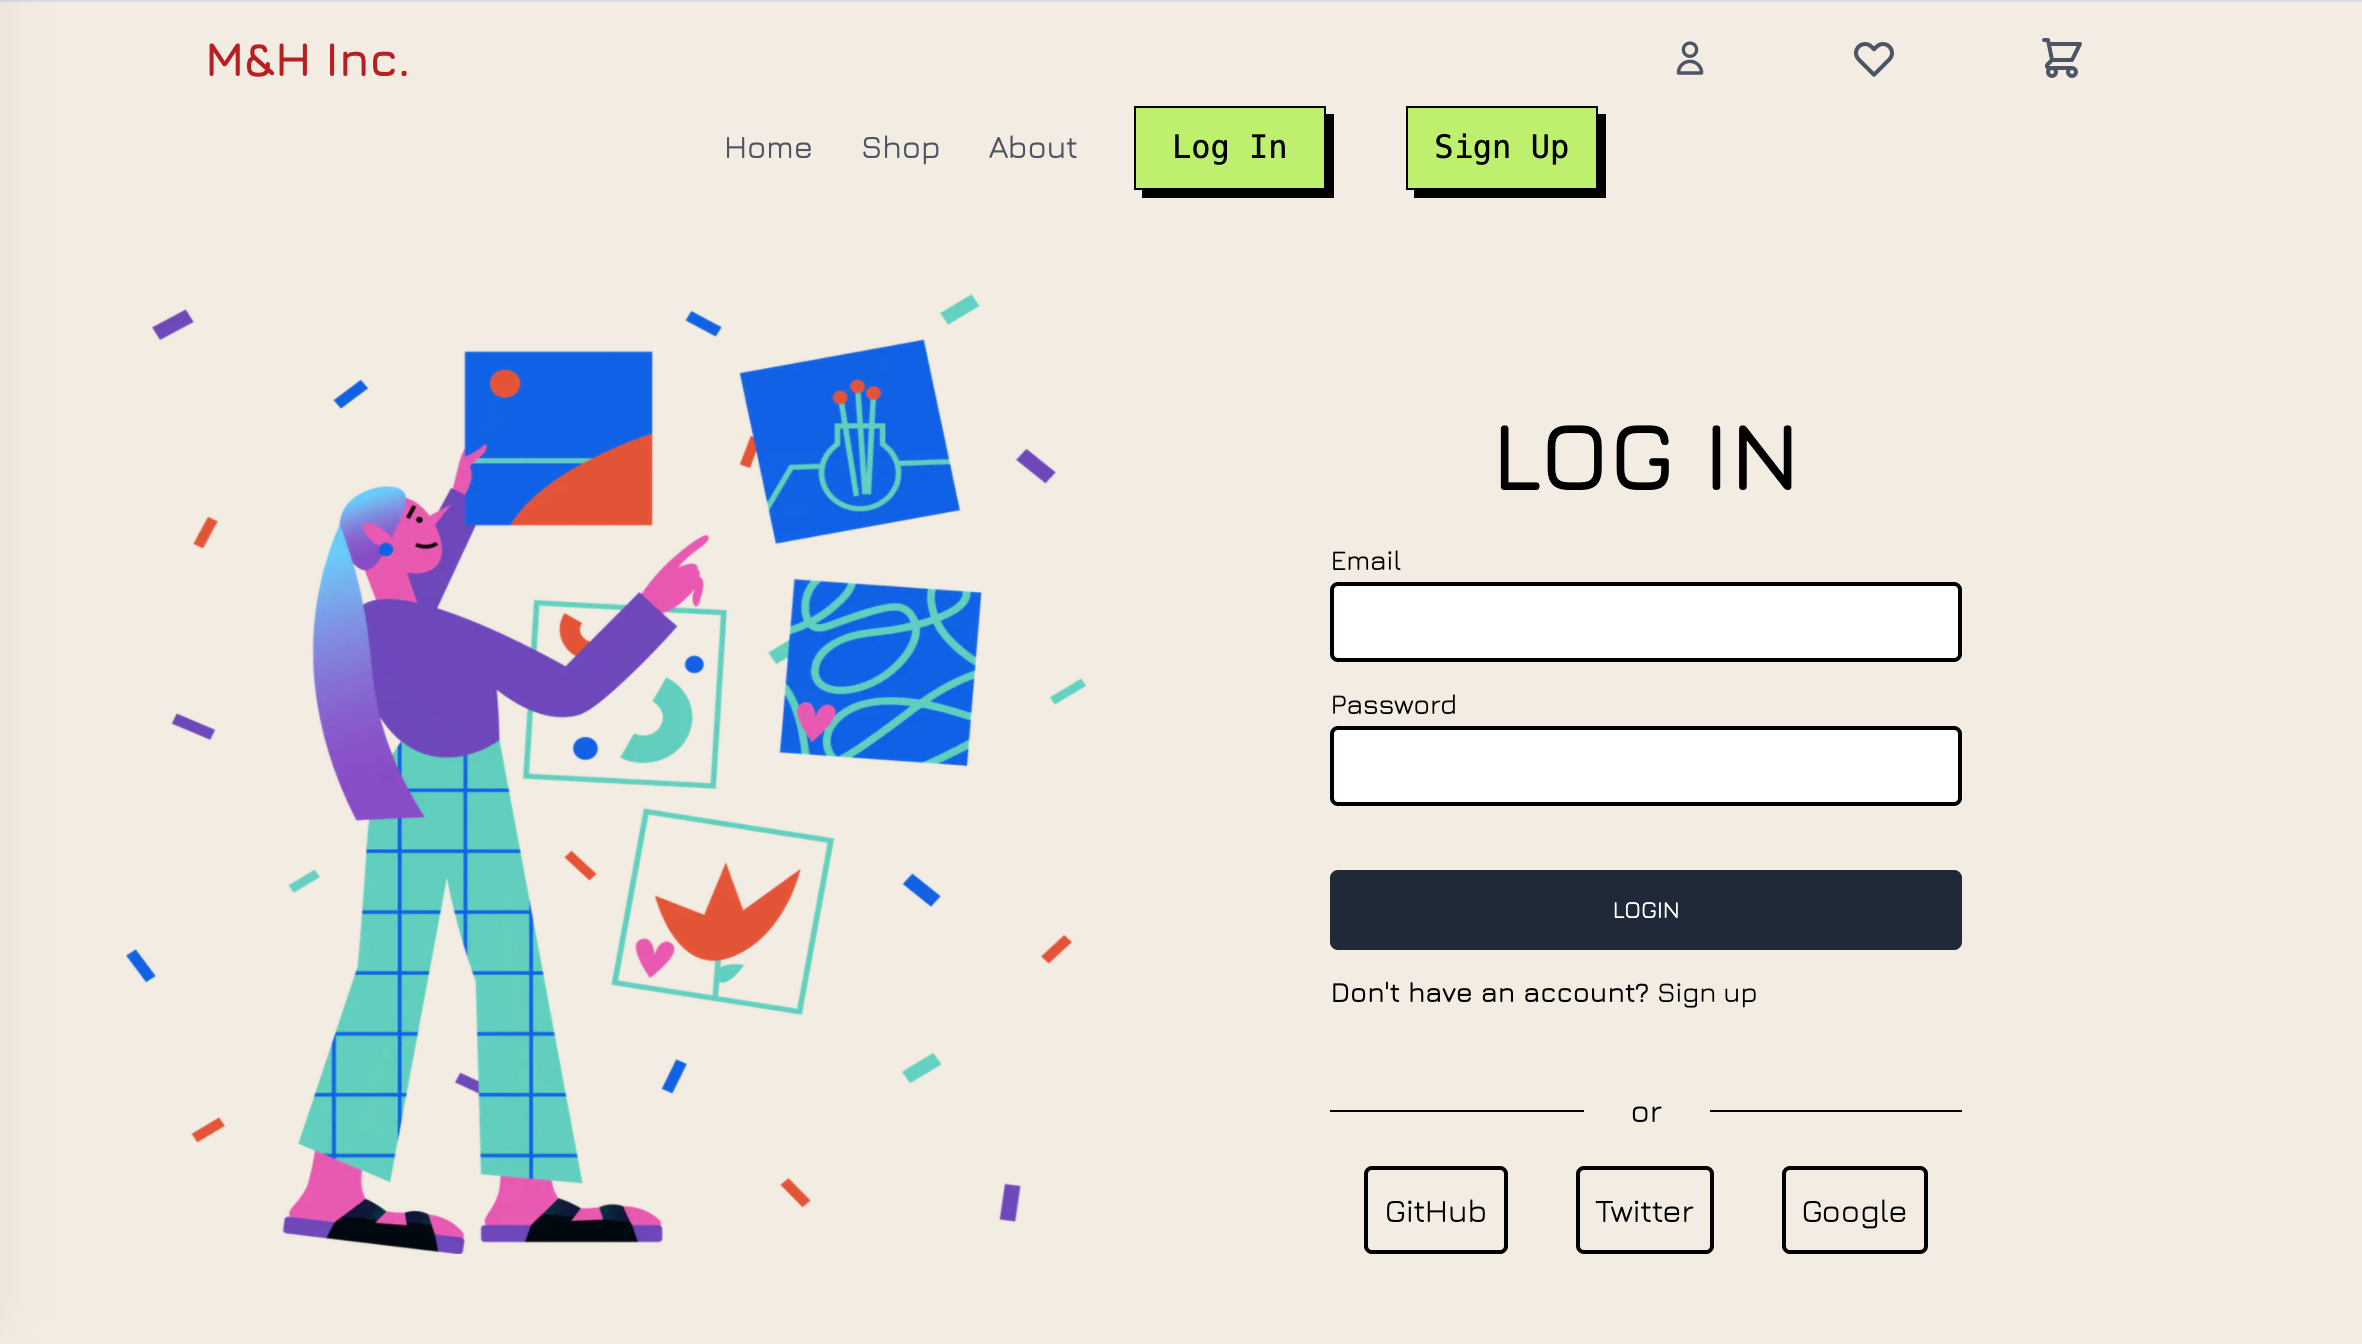 M&H Inc.
Home Shop About Log In Sign Up
LOG IN
Email
Password
LOGIN
Don't have an account? Sign up
or
GitHub Twitter Google